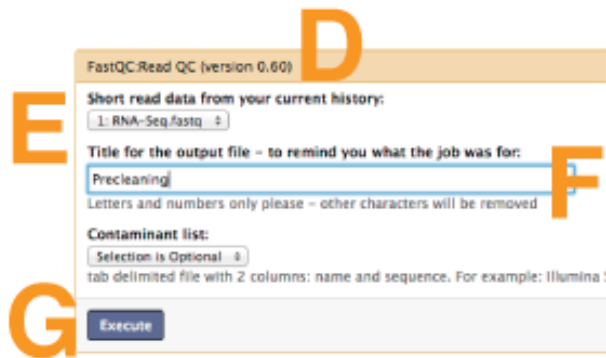 D
FastQC:Read QC (version 0.60)
E
Short read data from your current history:
1: RNA-Seq.fastq
Title for the output file – to remind you what the job was for:
Precleaning
F
Letters and numbers only please – other characters will be removed
Contaminant list:
Selection is Optional
tab delimited file with 2 columns: name and sequence. For example: Illumina S
G
Execute